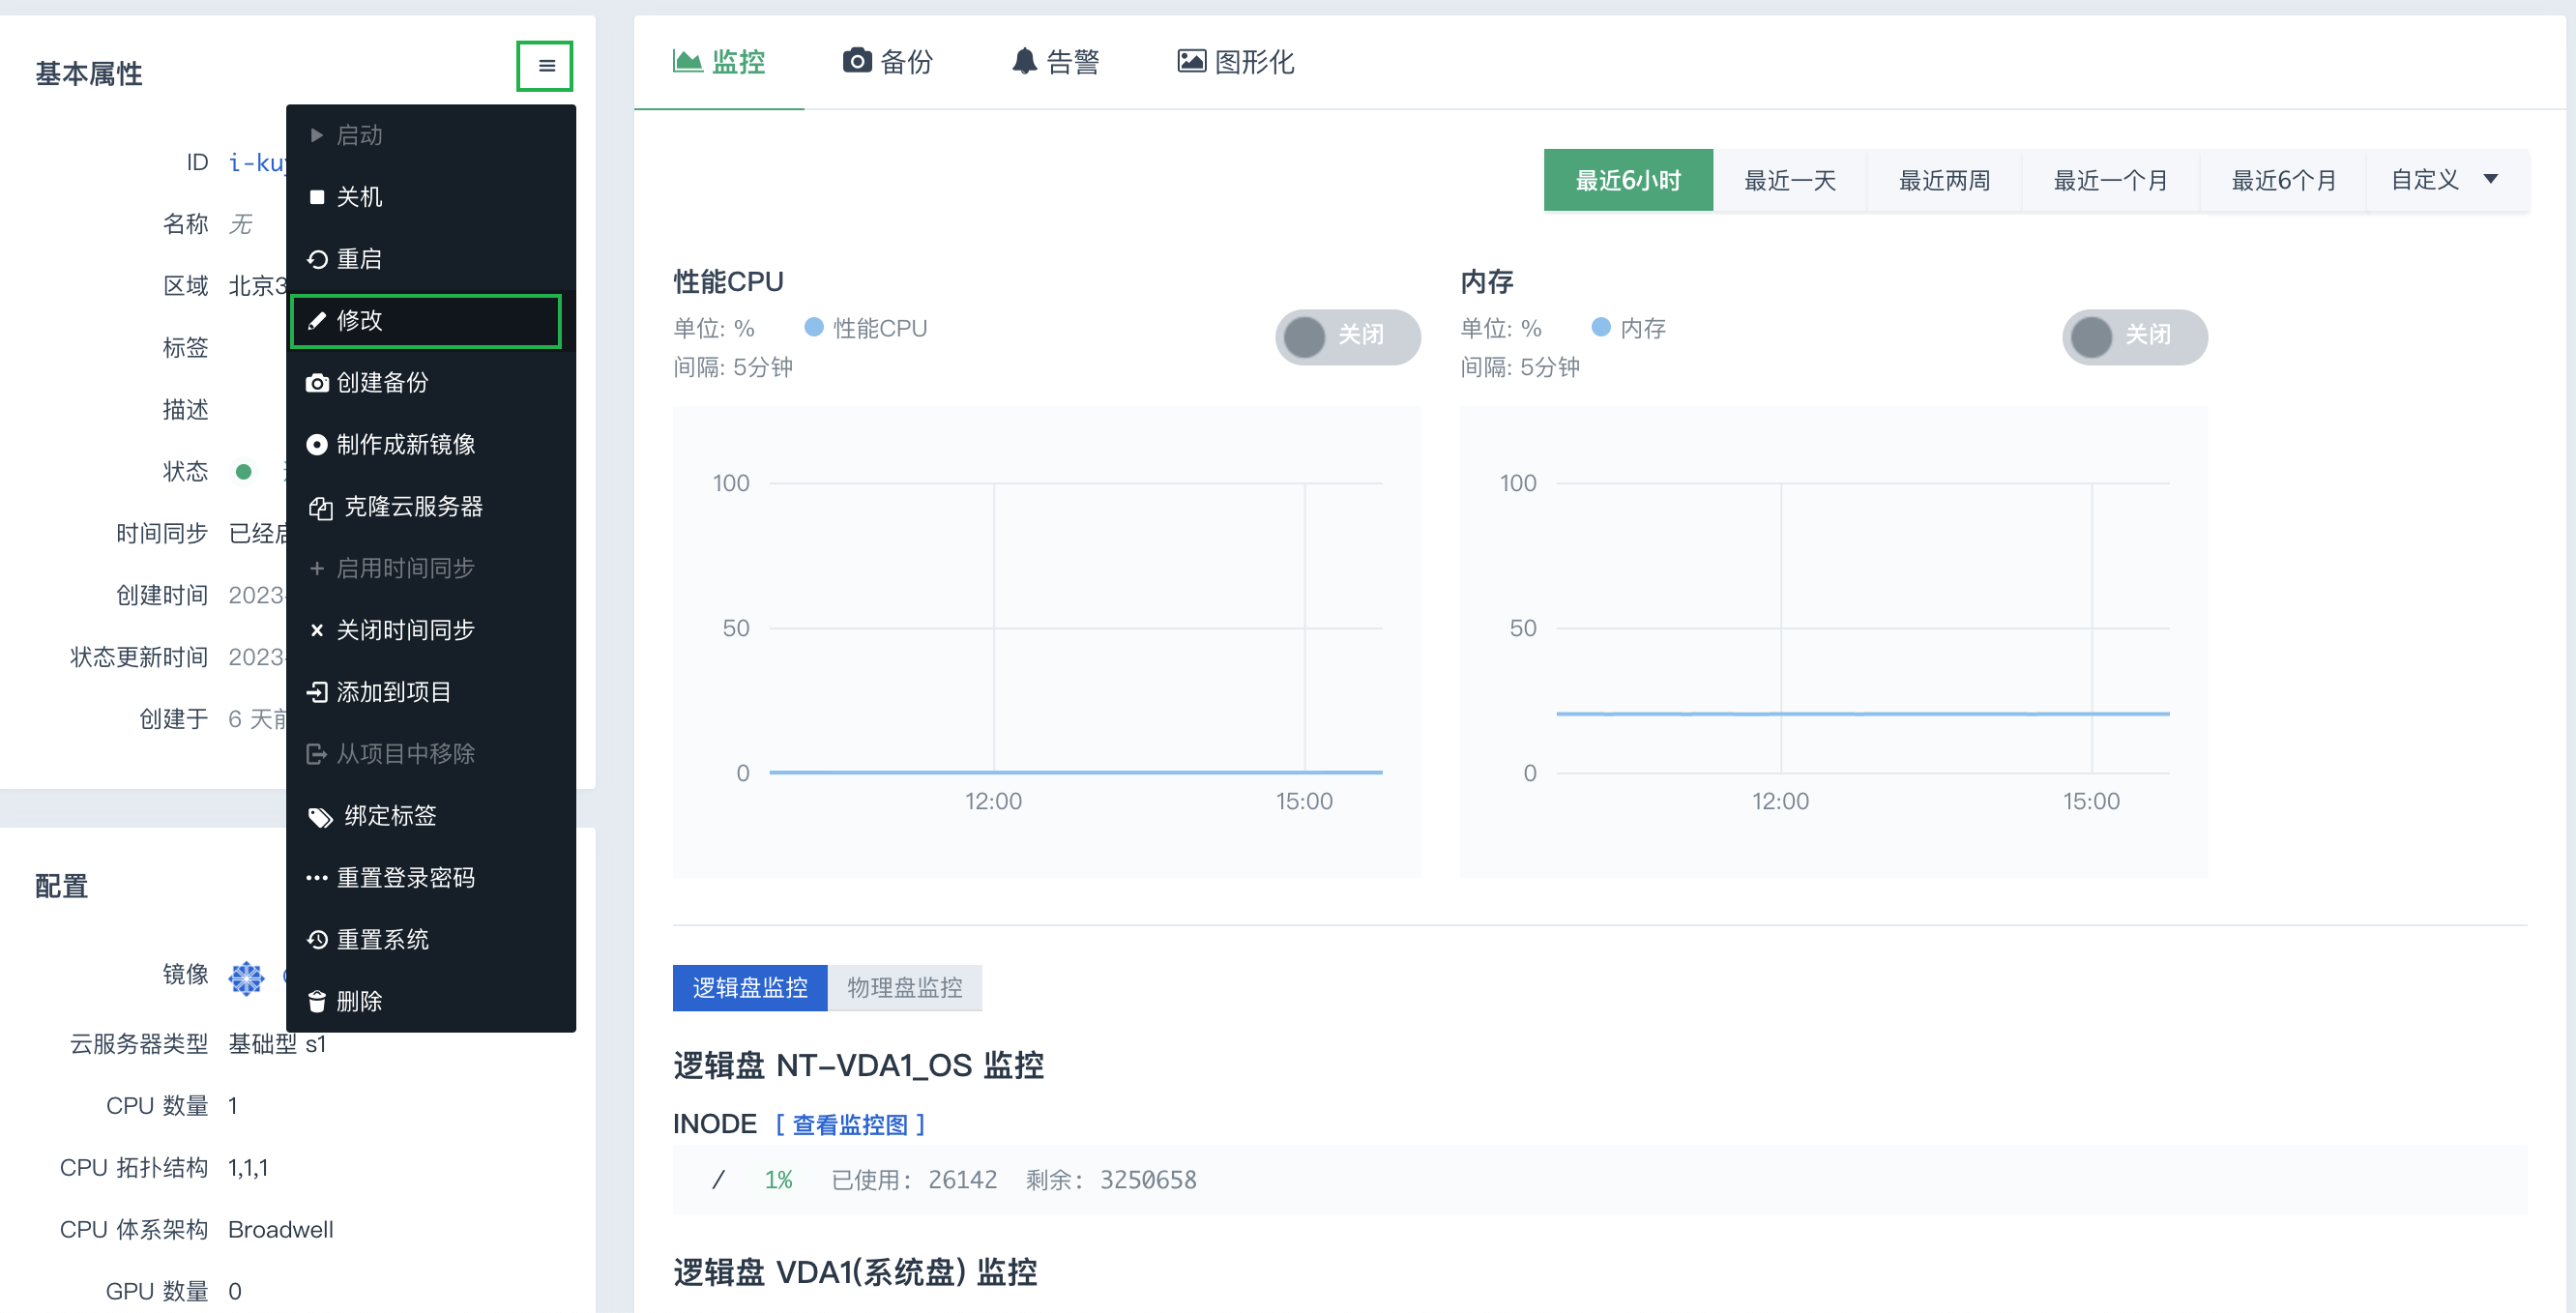 基本属性
ID i-ku
名称 无
区域 北京3
标签
描述
状态
时间同步 已经
创建时间 2023-
状态更新时间 2023-
创建于 6 天前
启动
关机
重启
修改
创建备份
制作成新镜像
克隆云服务器
+ 启用时间同步
× 关闭时间同步
添加到项目
从项目中移除
绑定标签
重置登录密码
重置系统
删除
配置
镜像
云服务器类型 基础型 s1
CPU 数量 1
CPU 拓扑结构 1,1,1
CPU 体系架构 Broadwell
GPU 数量 0
监控 备份 告警 图形化
最近6小时 最近一天 最近两周 最近一个月 最近6个月 自定义
性能CPU
单位: % 性能CPU
间隔: 5分钟
关闭
100
50
0
12:00 15:00
内存
单位: % 内存
间隔: 5分钟
关闭
100
50
0
12:00 15:00
逻辑盘监控 物理盘监控
逻辑盘 NT-VDA1_OS 监控
INODE [ 查看监控图 ]
/ 1% 已使用: 26142 剩余: 3250658
逻辑盘 VDA1(系统盘) 监控